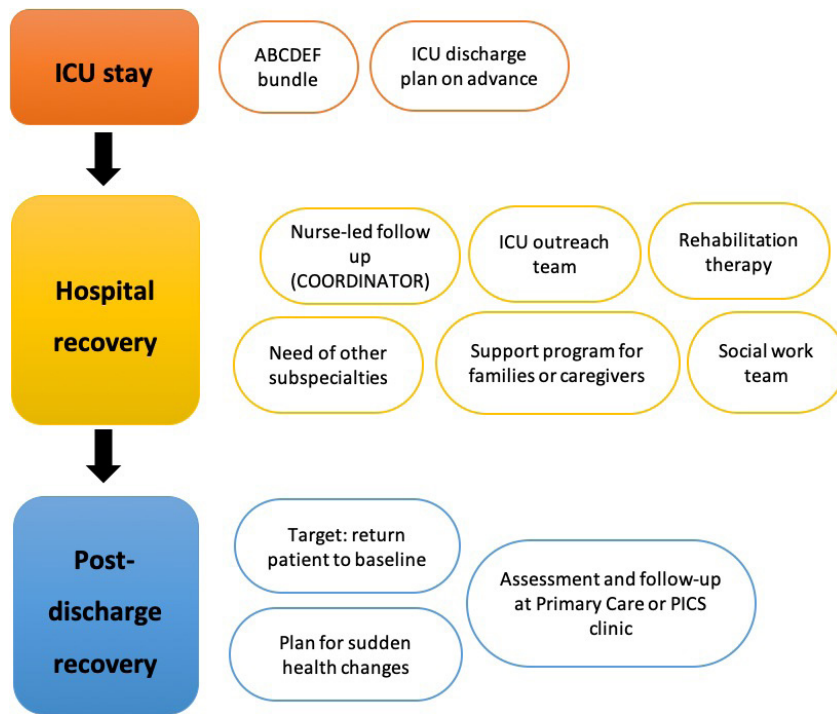 ICU stay
ABCDEF
bundle
ICU discharge
plan on advance
Hospital
recovery
Nurse-led follow
up
(COORDINATOR)
ICU outreach
team
Rehabilitation
therapy
Need of other
subspecialties
Support program for
families or caregivers
Social work
team
Post-
discharge
recovery
Target: return
patient to baseline
Plan for sudden
health changes
Assessment and follow-up
at Primary Care or PICS
clinic